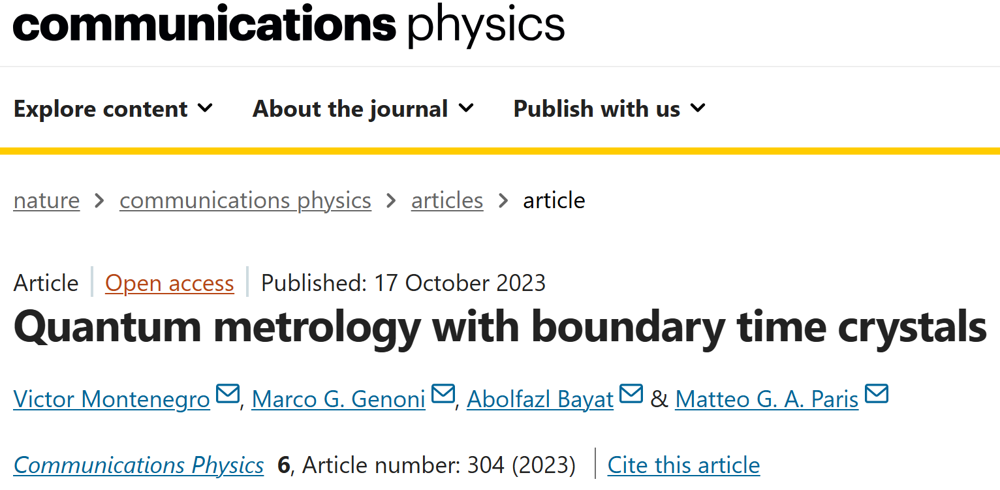 communications physics
Explore content About the journal Publish with us
nature > communications physics > articles > article
Article | Open access | Published: 17 October 2023
Quantum metrology with boundary time crystals
Victor Montenegro, Marco G. Genoni, Abolfazl Bayat & Matteo G. A. Paris
Communications Physics 6, Article number: 304 (2023) | Cite this article